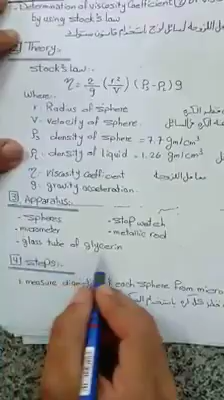 - Determination of viscosity Coefficient
by using stock's law
2 Theory:-
stock's law:-
η = 2/9 (r²/V) (ρs - ρL) g
Where:-
r: Radius of sphere
V: velocity of sphere
ρs: density of sphere = 7.7 gm/cm³
ρL: density of liquid = 1.26 gm/cm³
η: viscosity coefficient
g: gravity acceleration
3 Apparatus:-
- spheres - stop watch
- micrometer - metallic rod
- glass tube of glycerin
4 Steps:-
1 measure each sphere from micro